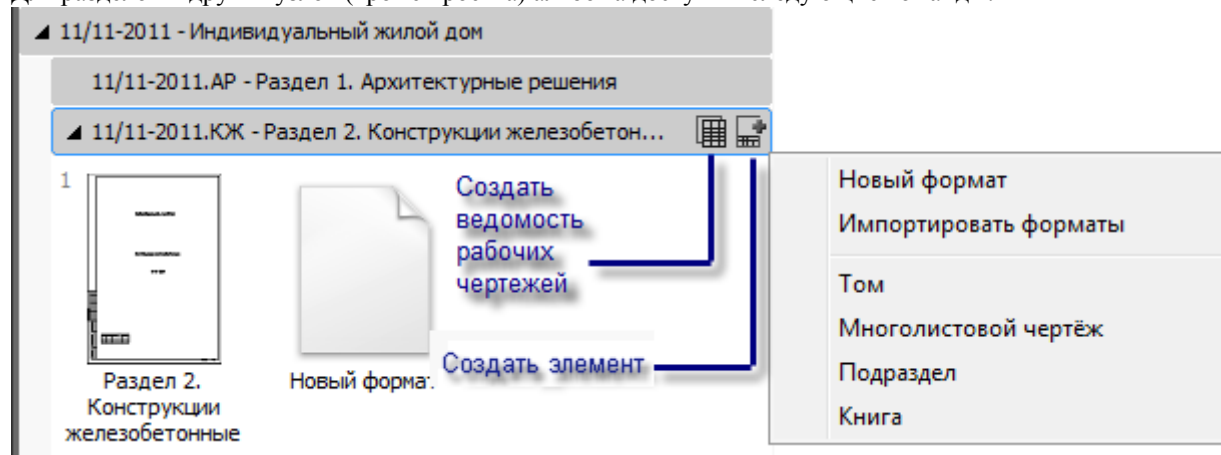 11/11-2011 - Индивидуальный жилой дом
11/11-2011.АР - Раздел 1. Архитектурные решения
11/11-2011.КЖ - Раздел 2. Конструкции железобетон...
1
Создать
ведомость
рабочих
чертежей
Создать элемент
Раздел 2.
Конструкции
железобетонные
Новый формат
Новый формат
Импортировать форматы
Том
Многолистовой чертёж
Подраздел
Книга